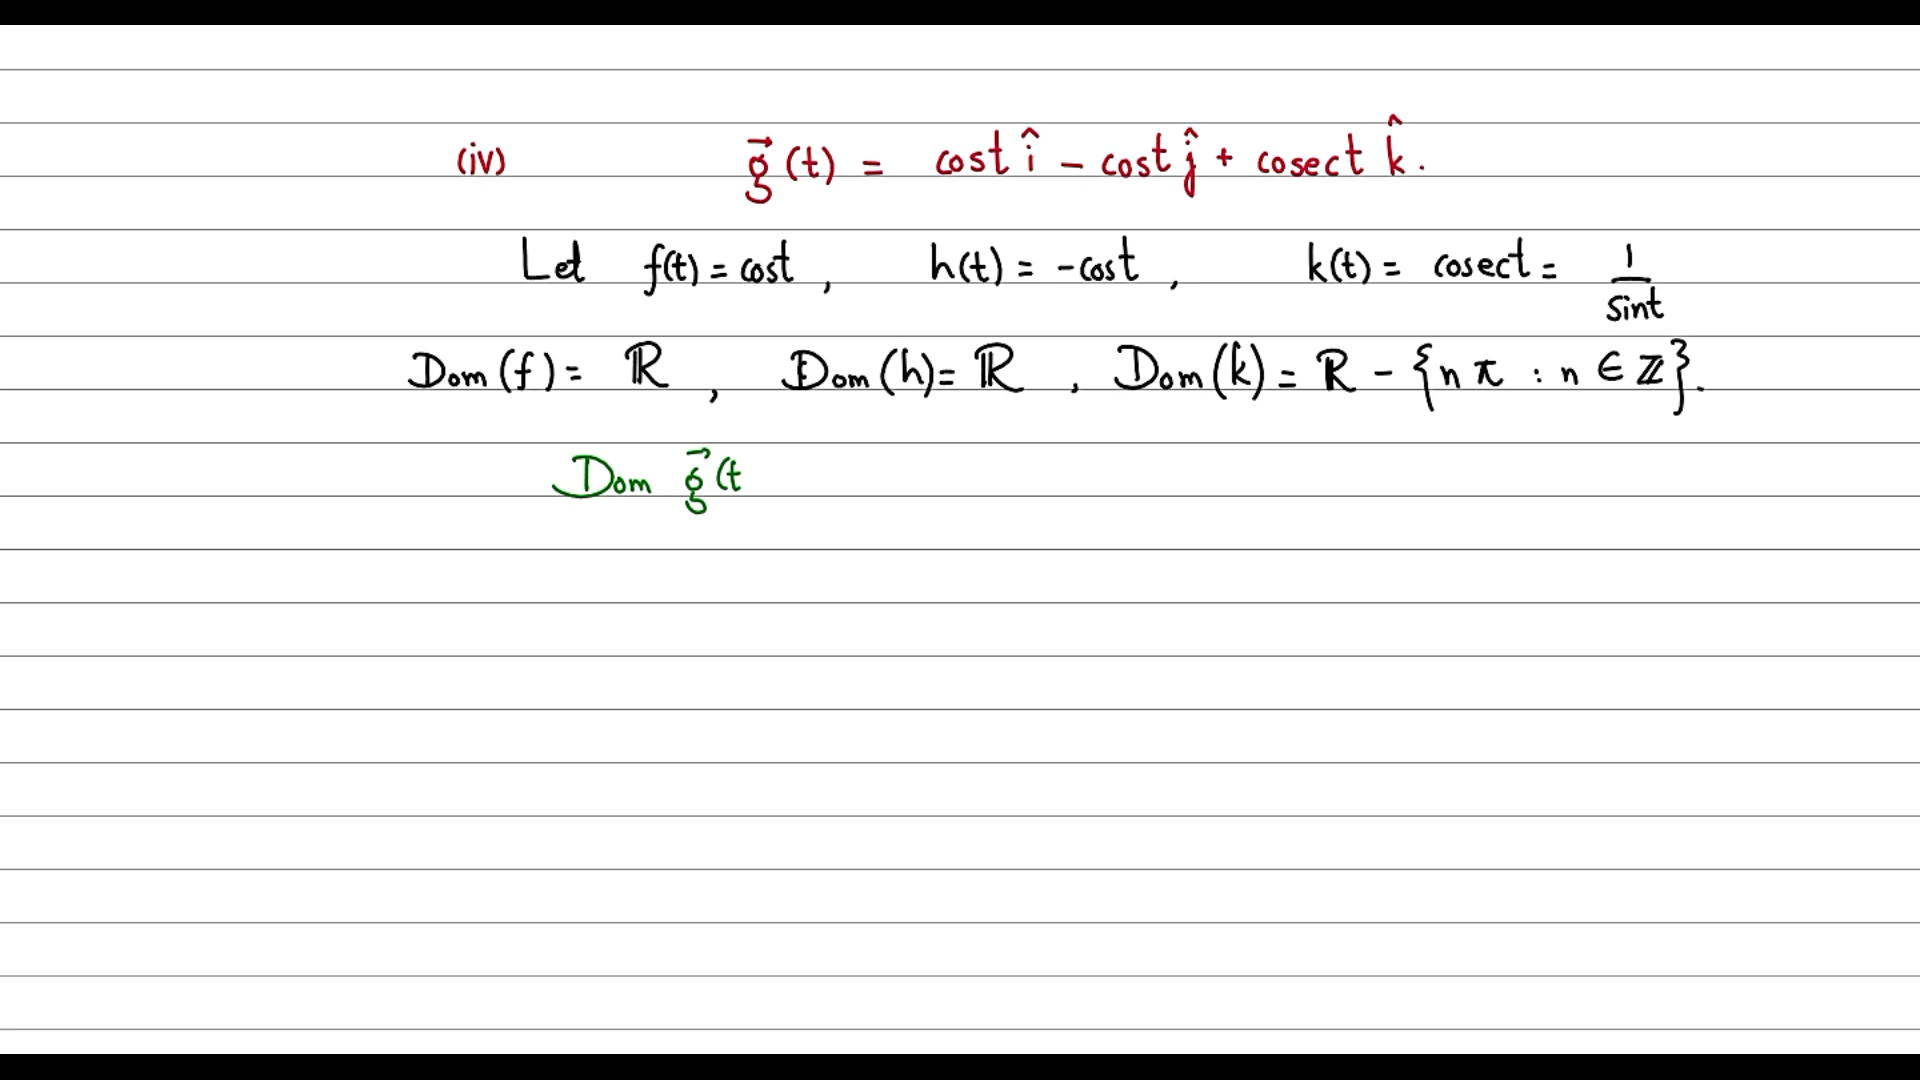 (iv) g⃗(t) = cost î − cost ĵ + cosect k̂.
Let f(t) = cost, h(t) = -cost, k(t) = cosect = 1/sint
Dom(f) = ℝ, Dom(h) = ℝ, Dom(k) = ℝ - {nπ : n ∈ ℤ}.
Dom g⃗(t